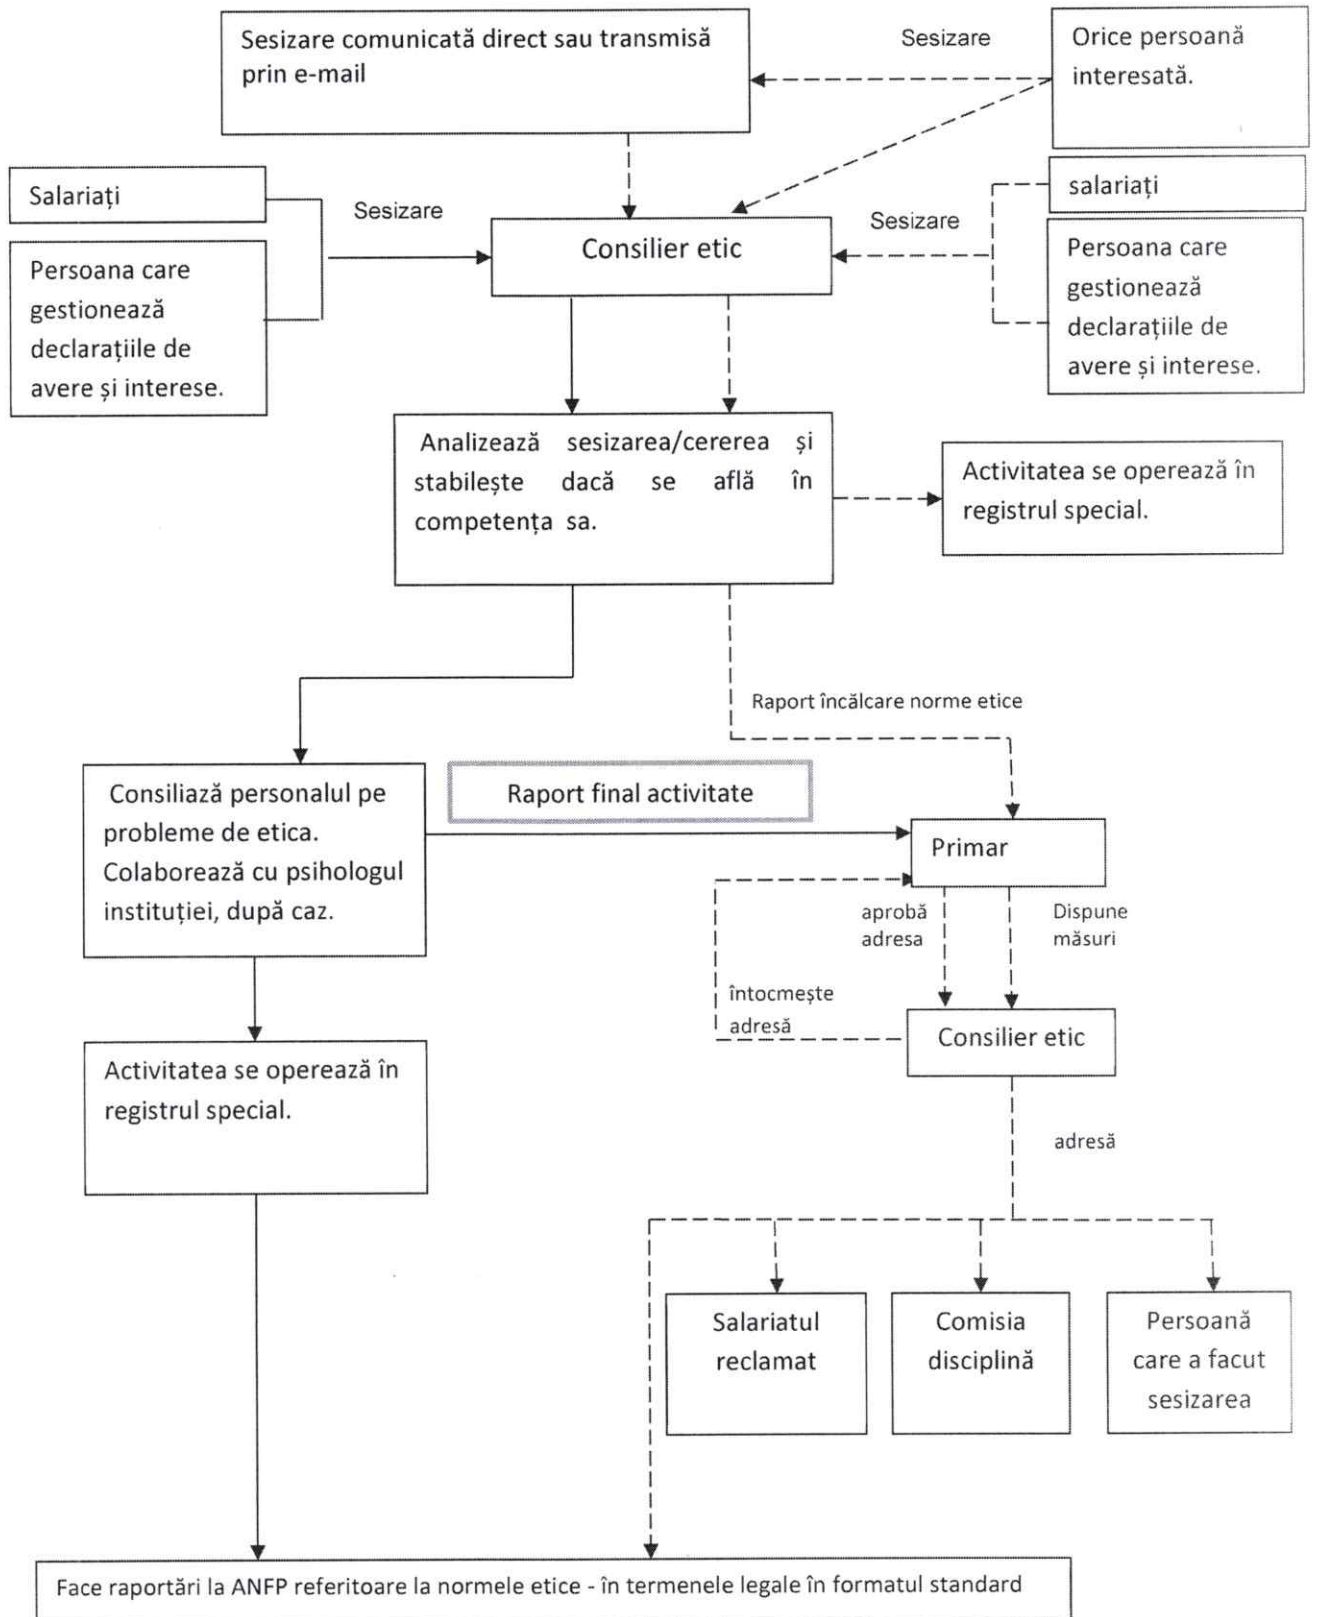 Sesizare comunicată direct sau transmisă
prin e-mail
Sesizare
Orice persoană
interesată.
Salariați
Sesizare
Persoana care
gestionează
declarațiile de
avere și interese.
Consilier etic
Sesizare
salariați
Persoana care
gestionează
declarațiile de
avere și interese.
Analizează sesizarea/cererea și
stabilește dacă se află în
competența sa.
Activitatea se operează în
registrul special.
Raport încălcare norme etice
Consiliază personalul pe
probleme de etica.
Colaborează cu psihologul
instituției, după caz.
Raport final activitate
Primar
aprobă
adresa
Dispune
măsuri
întocmește
adresă
Consilier etic
Activitatea se operează în
registrul special.
adresă
Salariatul
reclamat
Comisia
disciplină
Persoană
care a facut
sesizarea
Face raportări la ANFP referitoare la normele etice - în termenele legale în formatul standard